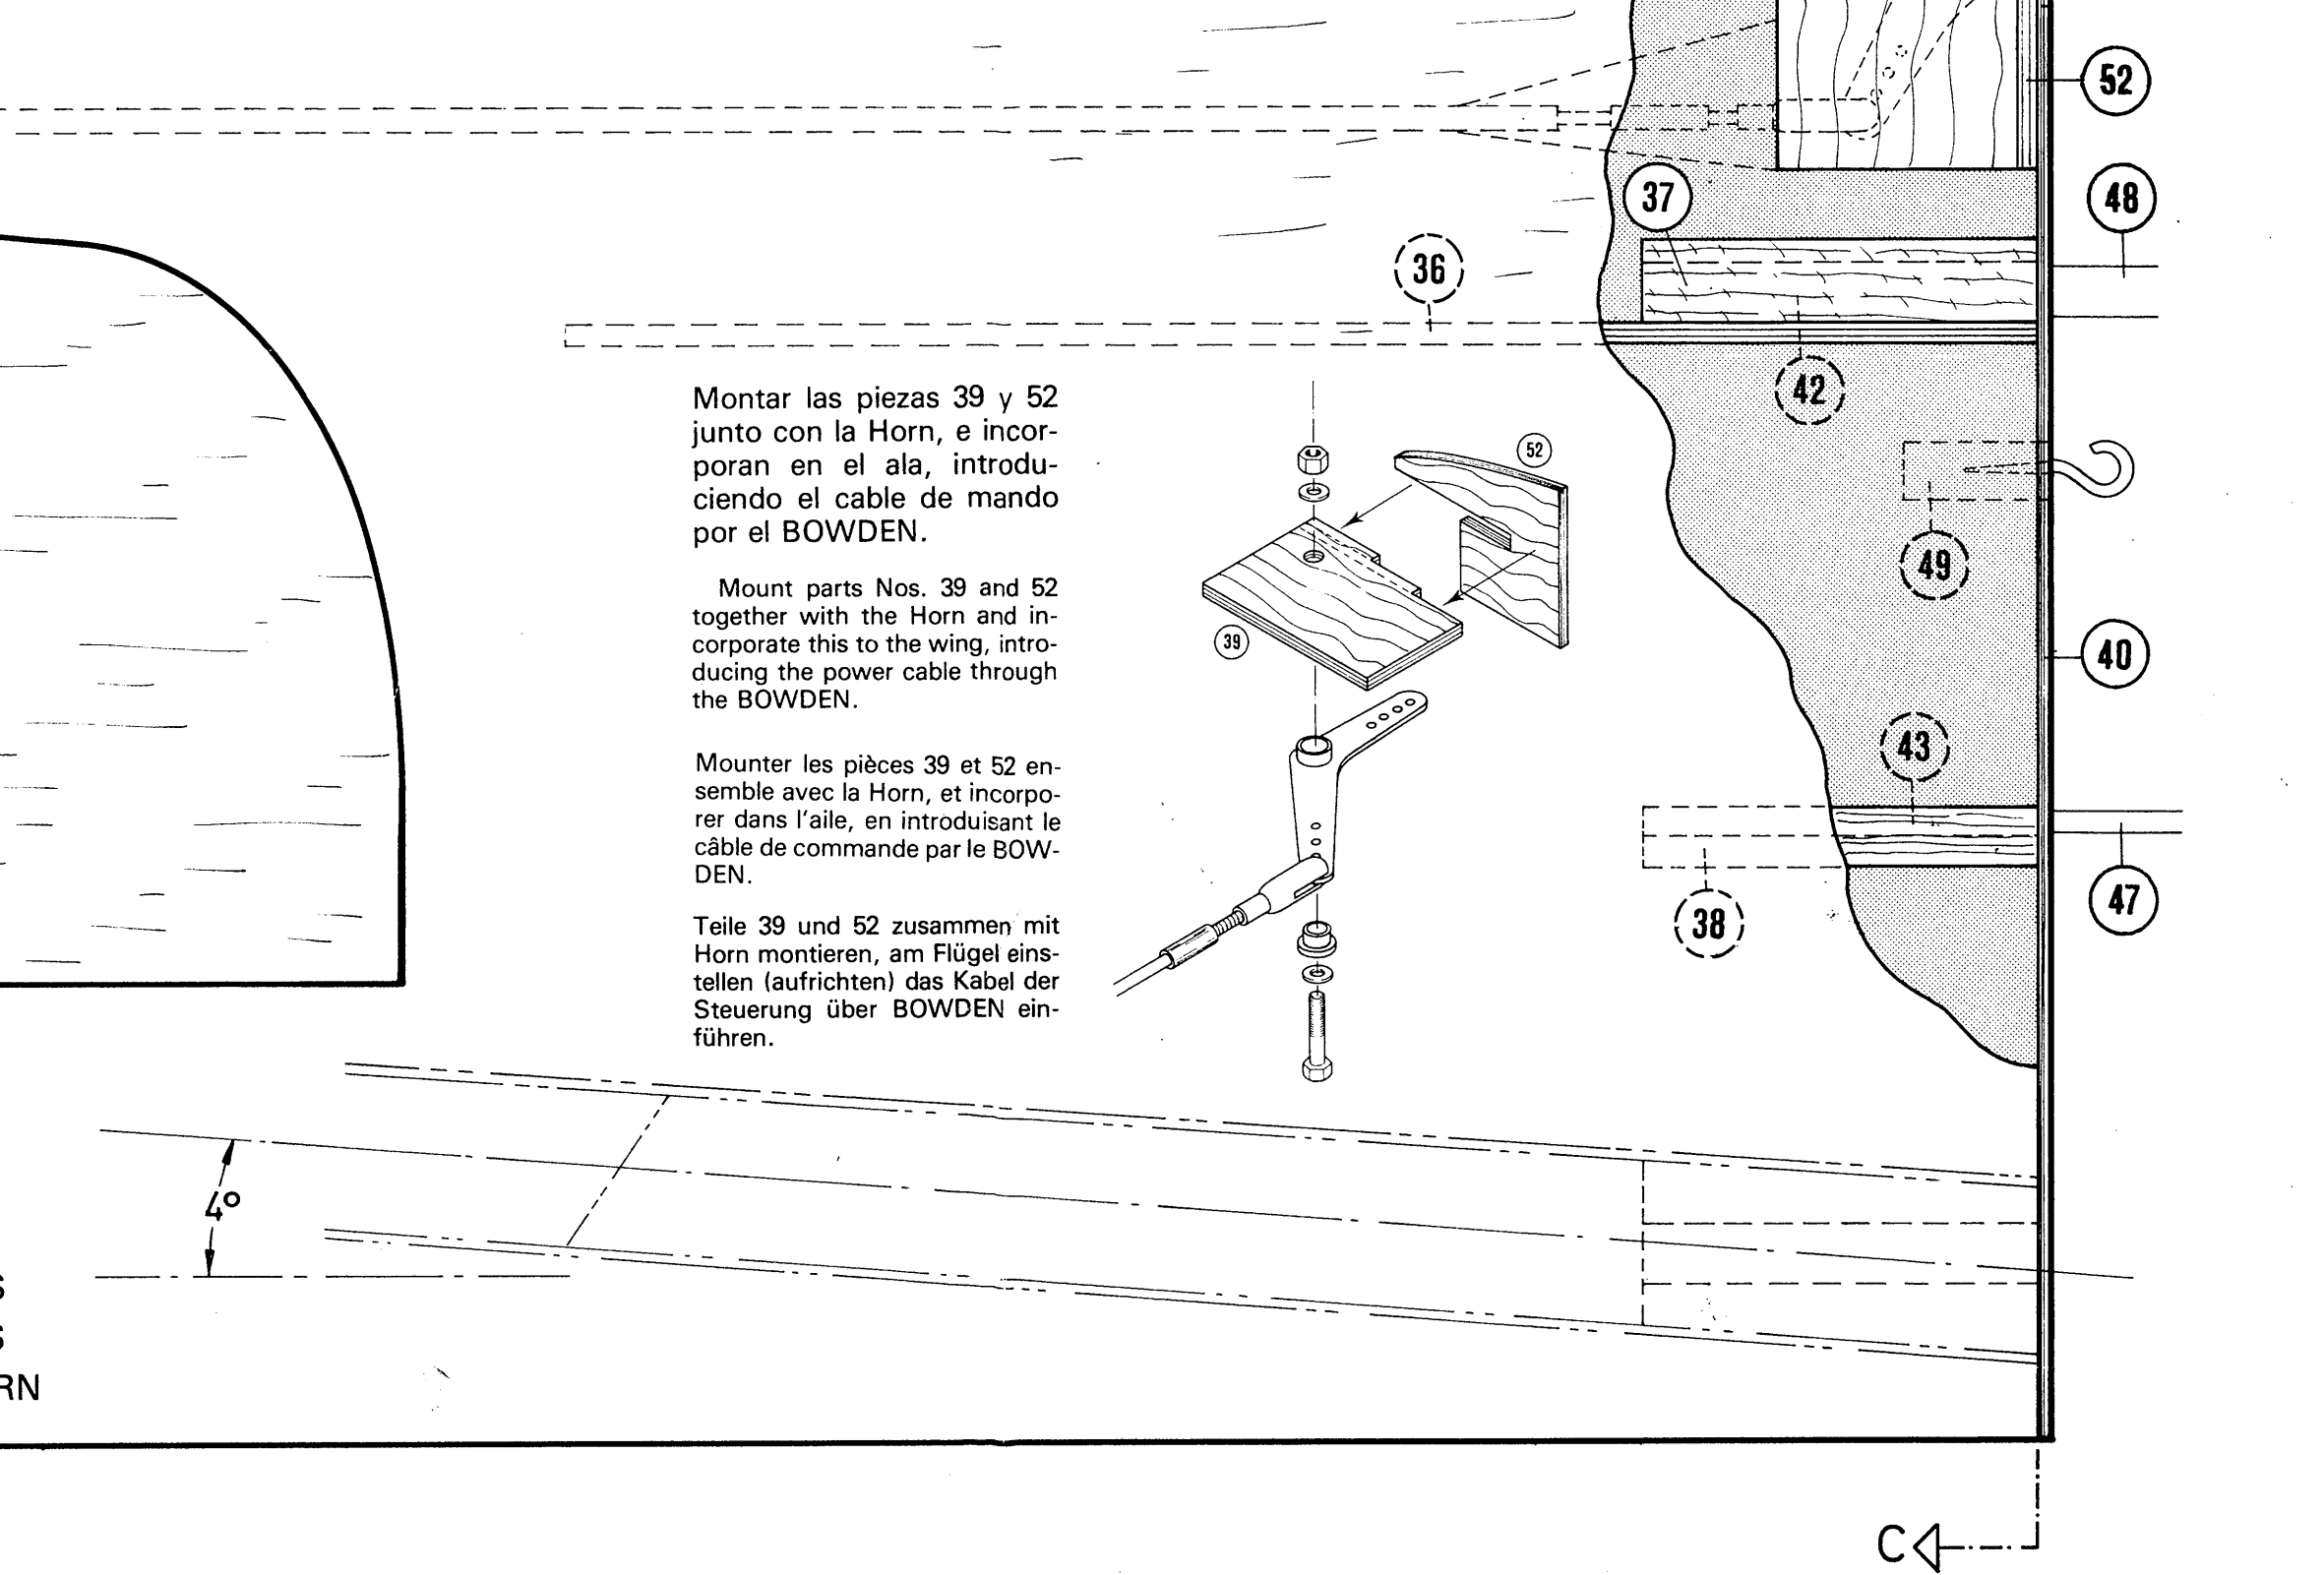 52
48
37
36
42
Montar las piezas 39 y 52
junto con la Horn, e incor-
poran en el ala, introdu-
ciendo el cable de mando
por el BOWDEN.
52
49
Mount parts Nos. 39 and 52
together with the Horn and in-
corporate this to the wing, intro-
ducing the power cable through
the BOWDEN.
39
40
43
Mounter les pièces 39 et 52 en-
semble avec la Horn, et incorpo-
rer dans l'aile, en introduisant le
câble de commande par le BOW-
DEN.
47
38
Teile 39 und 52 zusammen mit
Horn montieren, am Flügel eins-
tellen (aufrichten) das Kabel der
Steuerung über BOWDEN ein-
führen.
4º
S
S
RN
C